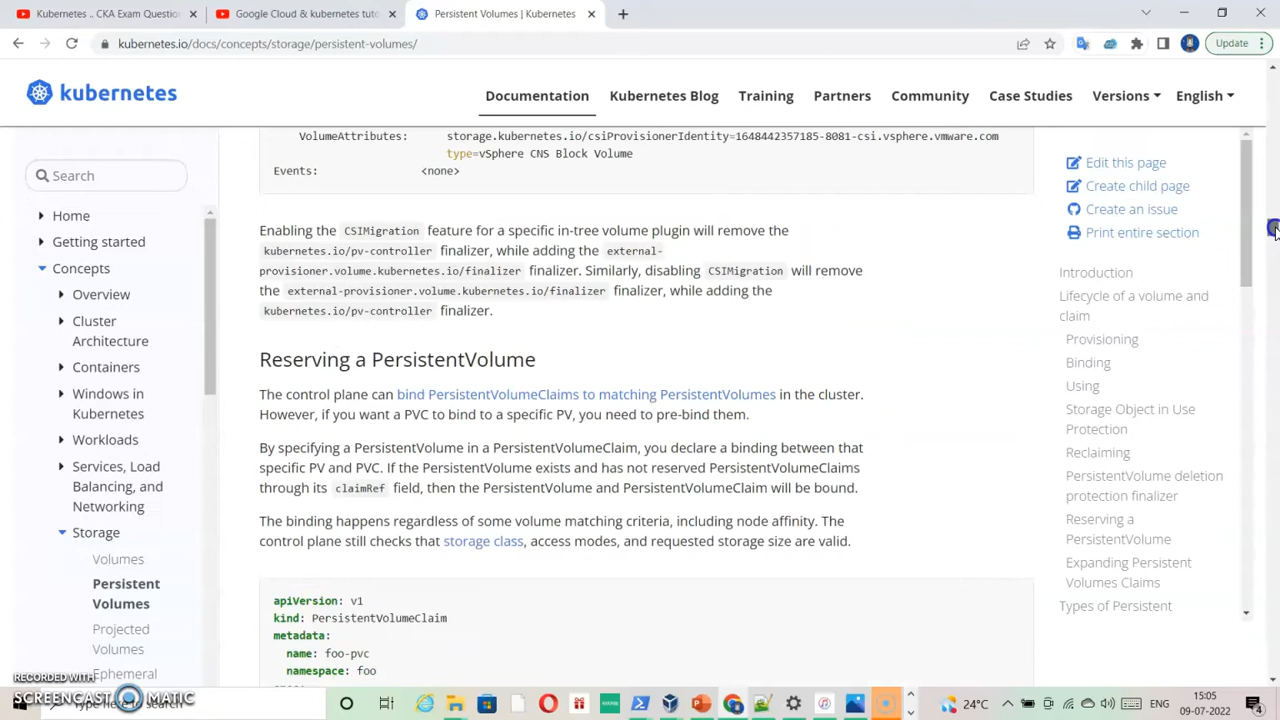 Kubernetes .. CKA Exam Question
Google Cloud & kubernetes tuto
Persistent Volumes | Kubernetes
kubernetes.io/docs/concepts/storage/persistent-volumes/
Update
kubernetes
Documentation
Kubernetes Blog
Training
Partners
Community
Case Studies
Versions
English
Search
Home
Getting started
Concepts
Overview
Cluster
Architecture
Containers
Windows in
Kubernetes
Workloads
Services, Load
Balancing, and
Networking
Storage
Volumes
Persistent
Volumes
Projected
Volumes
Ephemeral
VolumeAttributes: storage.kubernetes.io/csiProvisionerIdentity=1648442357185-8081-csi.vsphere.vmware.com
type=vSphere CNS Block Volume
Events: <none>
Enabling the CSIMigration feature for a specific in-tree volume plugin will remove the
kubernetes.io/pv-controller finalizer, while adding the external-
provisioner.volume.kubernetes.io/finalizer finalizer. Similarly, disabling CSIMigration will remove
the external-provisioner.volume.kubernetes.io/finalizer finalizer, while adding the
kubernetes.io/pv-controller finalizer.
Reserving a PersistentVolume
The control plane can bind PersistentVolumeClaims to matching PersistentVolumes in the cluster.
However, if you want a PVC to bind to a specific PV, you need to pre-bind them.
By specifying a PersistentVolume in a PersistentVolumeClaim, you declare a binding between that
specific PV and PVC. If the PersistentVolume exists and has not reserved PersistentVolumeClaims
through its claimRef field, then the PersistentVolume and PersistentVolumeClaim will be bound.
The binding happens regardless of some volume matching criteria, including node affinity. The
control plane still checks that storage class, access modes, and requested storage size are valid.
apiVersion: v1
kind: PersistentVolumeClaim
metadata:
name: foo-pvc
namespace: foo
Edit this page
Create child page
Create an issue
Print entire section
Introduction
Lifecycle of a volume and
claim
Provisioning
Binding
Using
Storage Object in Use
Protection
Reclaiming
PersistentVolume deletion
protection finalizer
Reserving a
PersistentVolume
Expanding Persistent
Volumes Claims
Types of Persistent
RECORDED WITH
SCREENCAST MATIC
24°C
ENG
15:05
09-07-2022
4